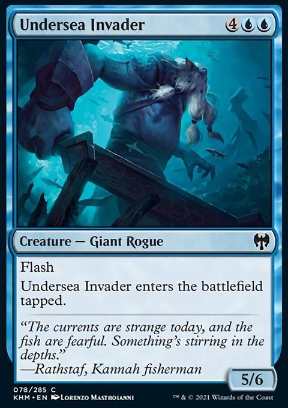 Undersea Invader 4
Creature — Giant Rogue
Flash
Undersea Invader enters the battlefield
tapped.
“The currents are strange today, and the
fish are fearful. Something's stirring in the
depths.”
—Rathstaf, Kannah fisherman
5/6
078/285 C
KHM • EN Lorenzo Mastroianni
™ & © 2021 Wizards of the Coast